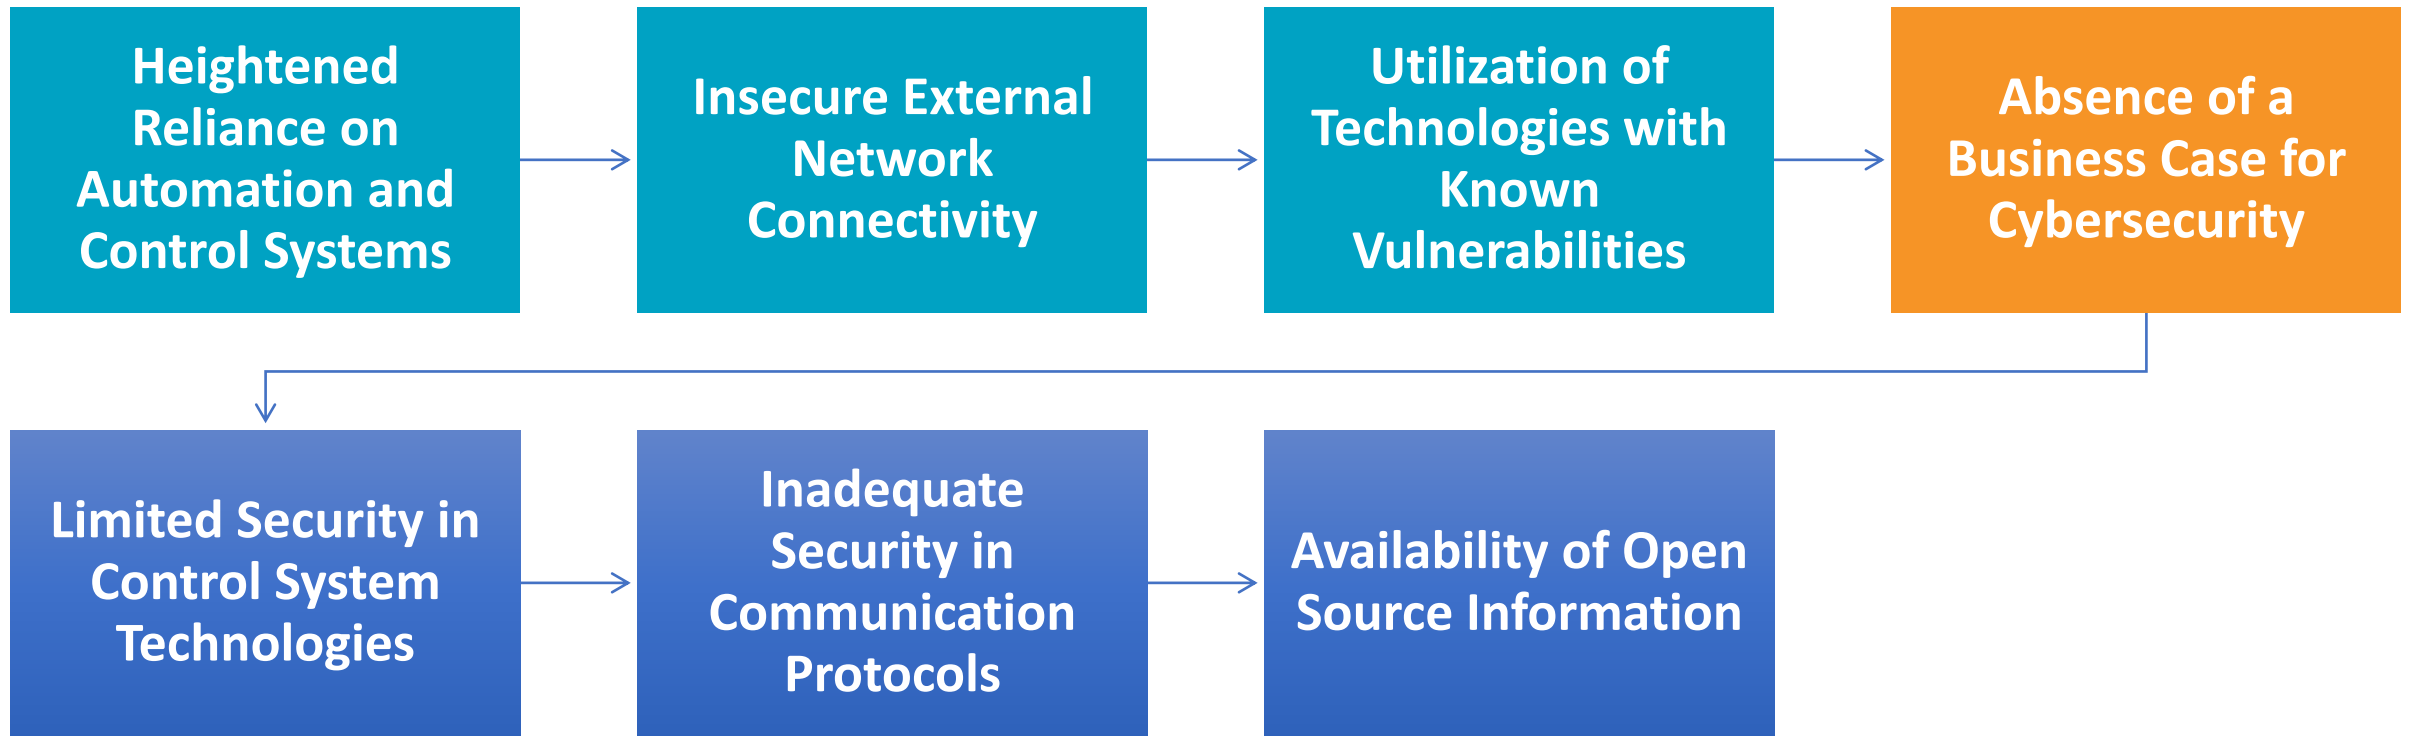 Heightened
Reliance on
Automation and
Control Systems
Insecure External
Network
Connectivity
Utilization of
Technologies with
Known
Vulnerabilities
Absence of a
Business Case for
Cybersecurity
Limited Security in
Control System
Technologies
Inadequate
Security in
Communication
Protocols
Availability of Open
Source Information